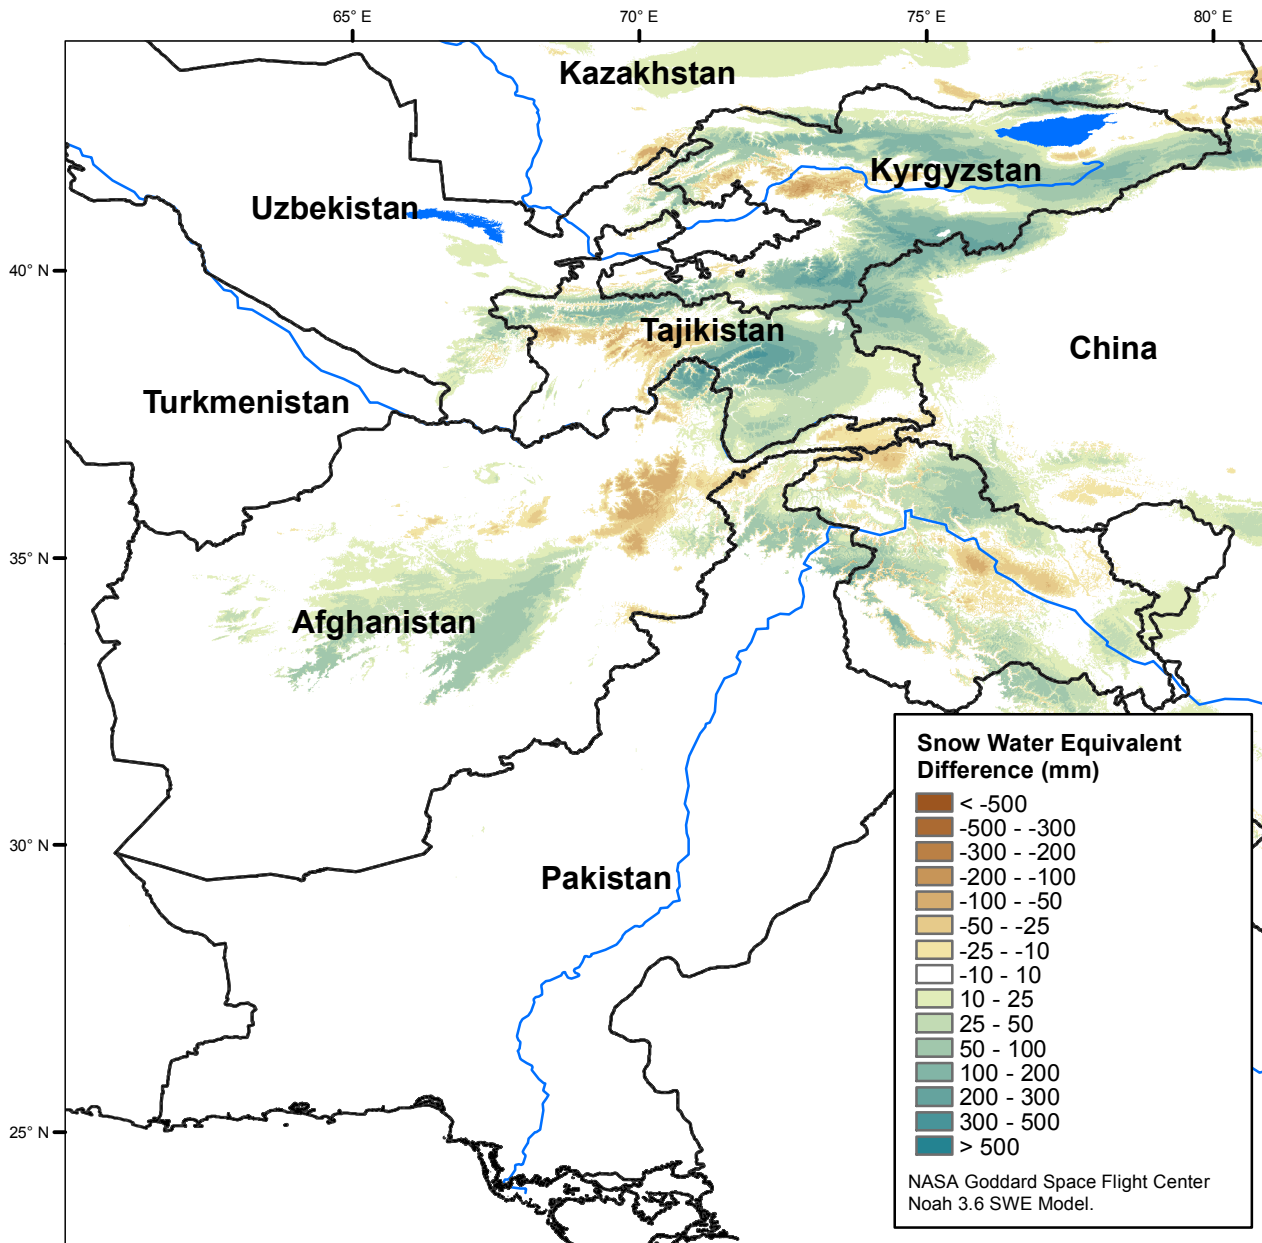 65° E
70° E
75° E
80° E
Kazakhstan
Kyrgyzstan
Uzbekistan
40° N
Tajikistan
China
Turkmenistan
35° N
Afghanistan
Snow Water Equivalent
Difference (mm)
< -500
-500 - -300
-300 - -200
-200 - -100
-100 - -50
-50 - -25
-25 - -10
-10 - 10
10 - 25
25 - 50
50 - 100
100 - 200
200 - 300
300 - 500
> 500
NASA Goddard Space Flight Center
Noah 3.6 SWE Model.
30° N
Pakistan
25° N